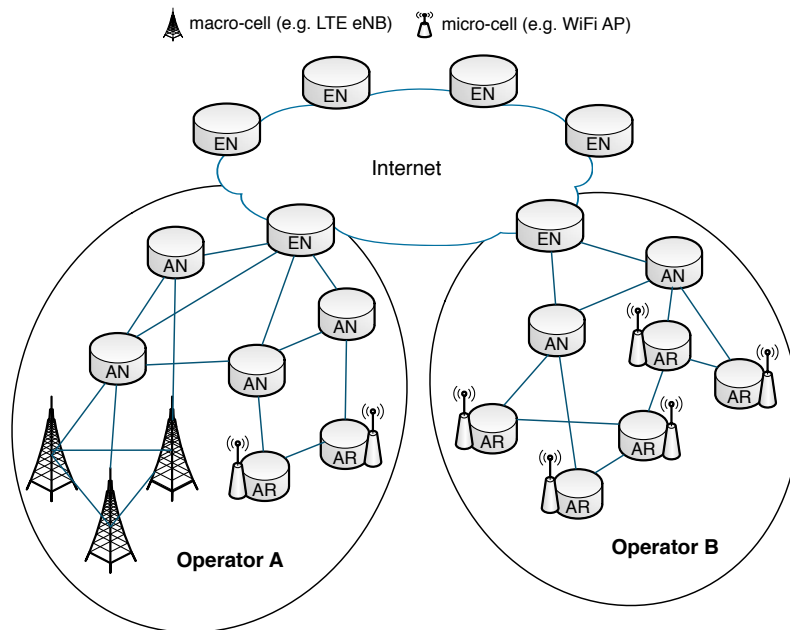 macro-cell (e.g. LTE eNB)
micro-cell (e.g. WiFi AP)
EN
EN
EN
EN
Internet
EN
EN
AN
AN
AN
AN
AN
AN
AR
AR
AR
AR
AR
AR
AR
Operator A
Operator B